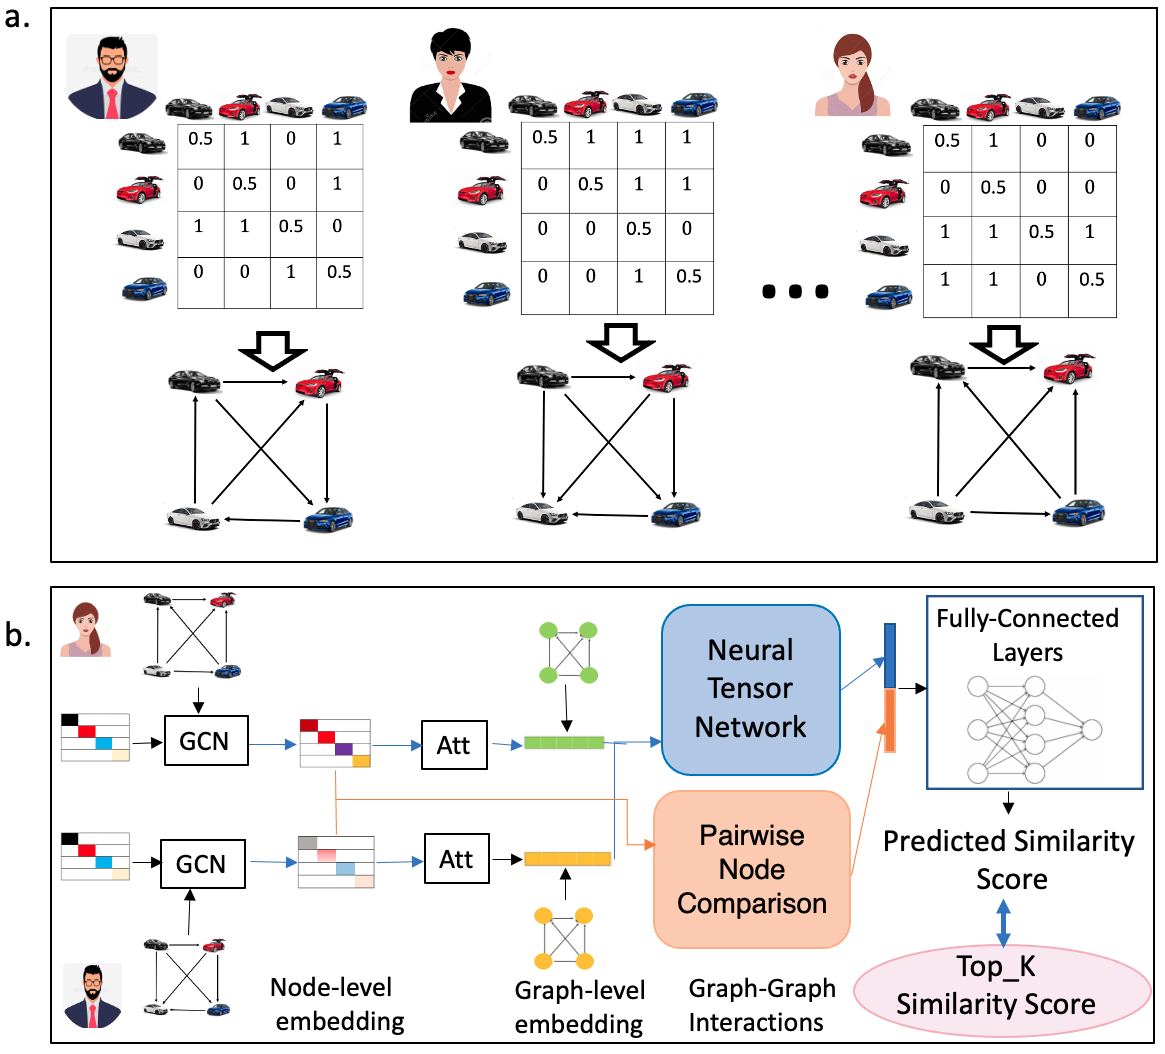 a.
0.5 1 0 1
0 0.5 0 1
1 1 0.5 0
0 0 1 0.5
0.5 1 1 1
0 0.5 1 1
0 0 0.5 0
0 0 1 0.5
0.5 1 0 0
0 0.5 0 0
1 1 0.5 1
1 1 0 0.5
b.
GCN
Att
GCN
Att
Node-level
embedding
Graph-level
embedding
Neural
Tensor
Network
Pairwise
Node
Comparison
Graph-Graph
Interactions
Fully-Connected
Layers
Predicted Similarity
Score
Top_K
Similarity Score